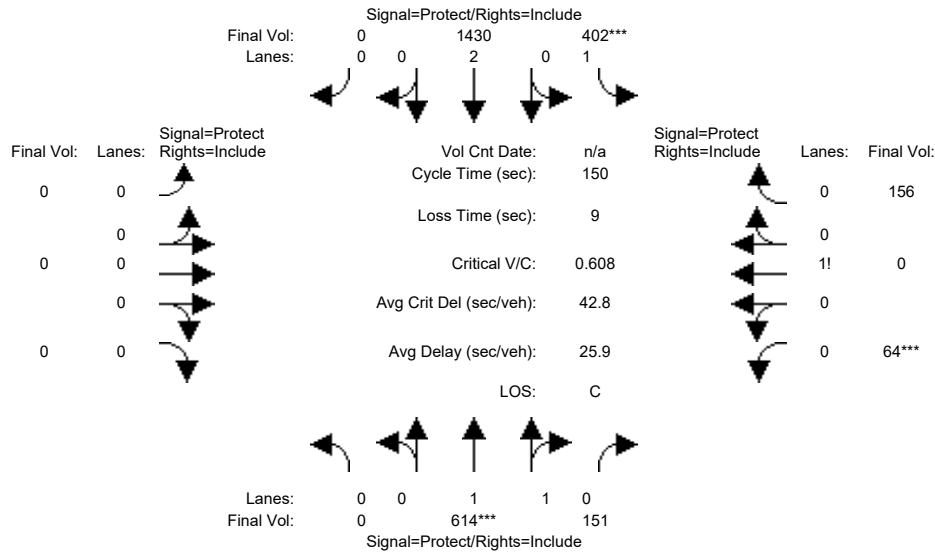 Signal=Protect/Rights=Include
Final Vol: 0 1430 402***
Lanes: 0 0 2 0 1
Signal=Protect Signal=Protect
Final Vol: Lanes: Rights=Include Vol Cnt Date: n/a Rights=Include Lanes: Final Vol:
Cycle Time (sec): 150
0 0 0 156
Loss Time (sec): 9
0 0
0 0 Critical V/C: 0.608 1! 0
0 Avg Crit Del (sec/veh): 42.8 0
0 0 Avg Delay (sec/veh): 25.9 0 64***
LOS: C
Lanes: 0 0 1 1 0
Final Vol: 0 614*** 151
Signal=Protect/Rights=Include